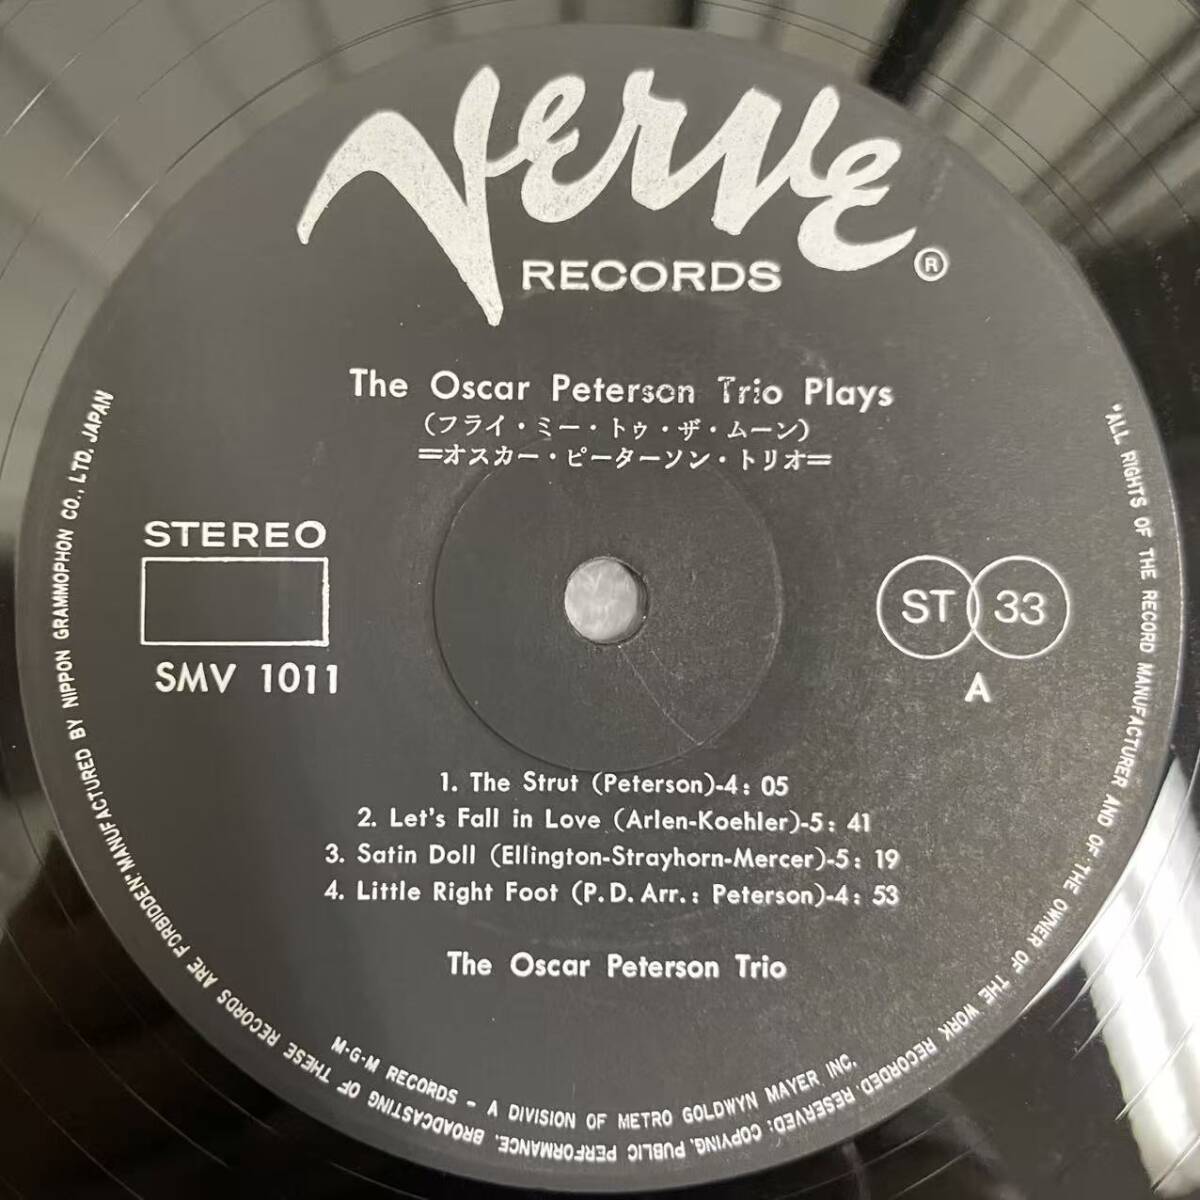 Verve
RECORDS ®
The Oscar Peterson Trio Plays
(フライ・ミー・トゥ・ザ・ムーン)
=オスカー・ピーターソン・トリオ=
STEREO
SMV 1011
ST 33
A
1. The Strut (Peterson)-4: 05
2. Let's Fall in Love (Arlen-Koehler)-5: 41
3. Satin Doll (Ellington-Strayhorn-Mercer)-5: 19
4. Little Right Foot (P.D. Arr.: Peterson)-4: 53
The Oscar Peterson Trio
M-G-M RECORDS - A DIVISION OF METRO GOLDWYN MAYER INC.
"ALL RIGHTS OF THE RECORD MANUFACTURER AND OF THE OWNER OF THE WORK RECORDED. RESERVED: COPYING, PUBLIC PERFORMANCE, BROADCASTING OF THESE RECORDS ARE FORBIDDEN." MANUFACTURED BY NIPPON GRAMMOPHON CO., LTD. JAPAN